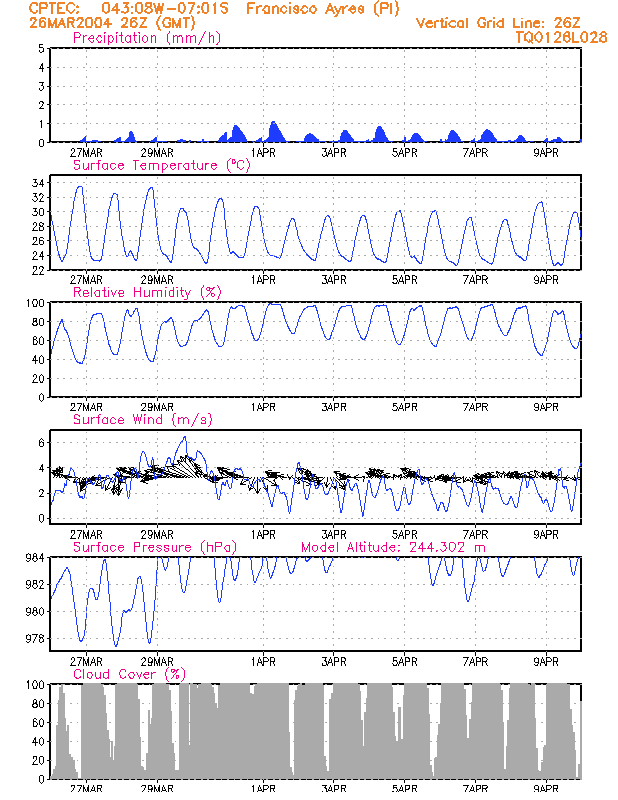 CPTEC:   043:08W-07:01S  Francisco Ayres (PI)
26MAR2004 26Z (GMT)   Vertical Grid Line: 26Z
Precipitation (mm/h)   TQ0126L028
5
4
3
2
1
0
27MAR 29MAR 1APR 3APR 5APR 7APR 9APR
Surface Temperature (°C)
34
32
30
28
26
24
22
27MAR 29MAR 1APR 3APR 5APR 7APR 9APR
Relative Humidity (%)
100
80
60
40
20
0
27MAR 29MAR 1APR 3APR 5APR 7APR 9APR
Surface Wind (m/s)
6
4
2
0
27MAR 29MAR 1APR 3APR 5APR 7APR 9APR
Surface Pressure (hPa)   Model Altitude: 244.302 m
984
982
980
978
27MAR 29MAR 1APR 3APR 5APR 7APR 9APR
Cloud Cover (%)
100
80
60
40
20
0
27MAR 29MAR 1APR 3APR 5APR 7APR 9APR